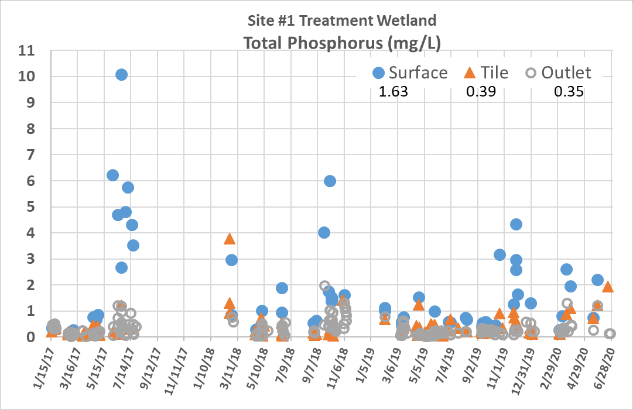 Site #1 Treatment Wetland
Total Phosphorus (mg/L)
Surface Tile Outlet
1.63 0.39 0.35
11
10
9
8
7
6
5
4
3
2
1
0
1/15/17 3/16/17 5/15/17 7/14/17 9/12/17 11/11/17 1/10/18 3/11/18 5/10/18 7/9/18 9/7/18 11/6/18 1/5/19 3/6/19 5/5/19 7/4/19 9/2/19 11/1/19 12/31/19 2/29/20 4/29/20 6/28/20